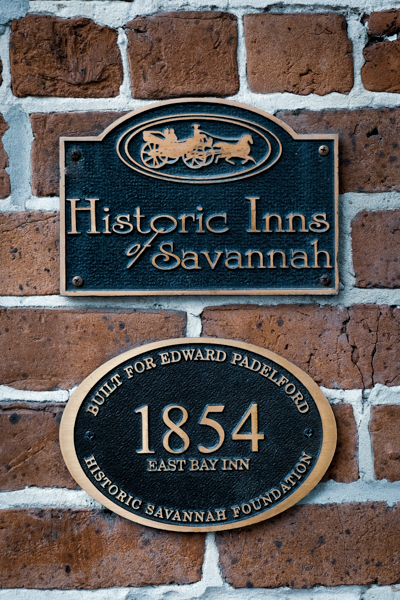 Historic Inns
of Savannah
BUILT FOR EDWARD PADELFORD
1854
EAST BAY INN
HISTORIC SAVANNAH FOUNDATION